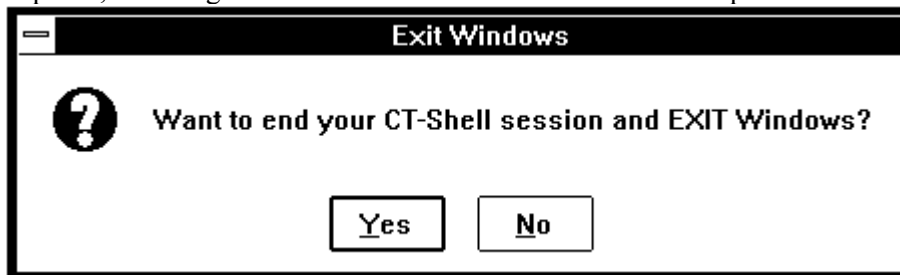 Exit Windows
Want to end your CT-Shell session and EXIT Windows?
Yes No